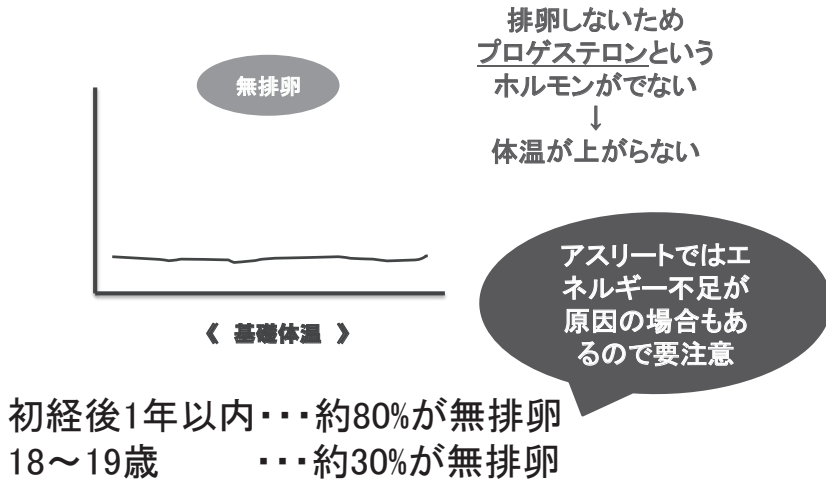 排卵しないため
プロゲステロンという
ホルモンがでない
↓
体温が上がらない
無排卵
《 基礎体温 》
アスリートではエ
ネルギー不足が
原因の場合もあ
るので要注意
初経後1年以内・・・約80%が無排卵
18〜19歳　　　・・・約30%が無排卵